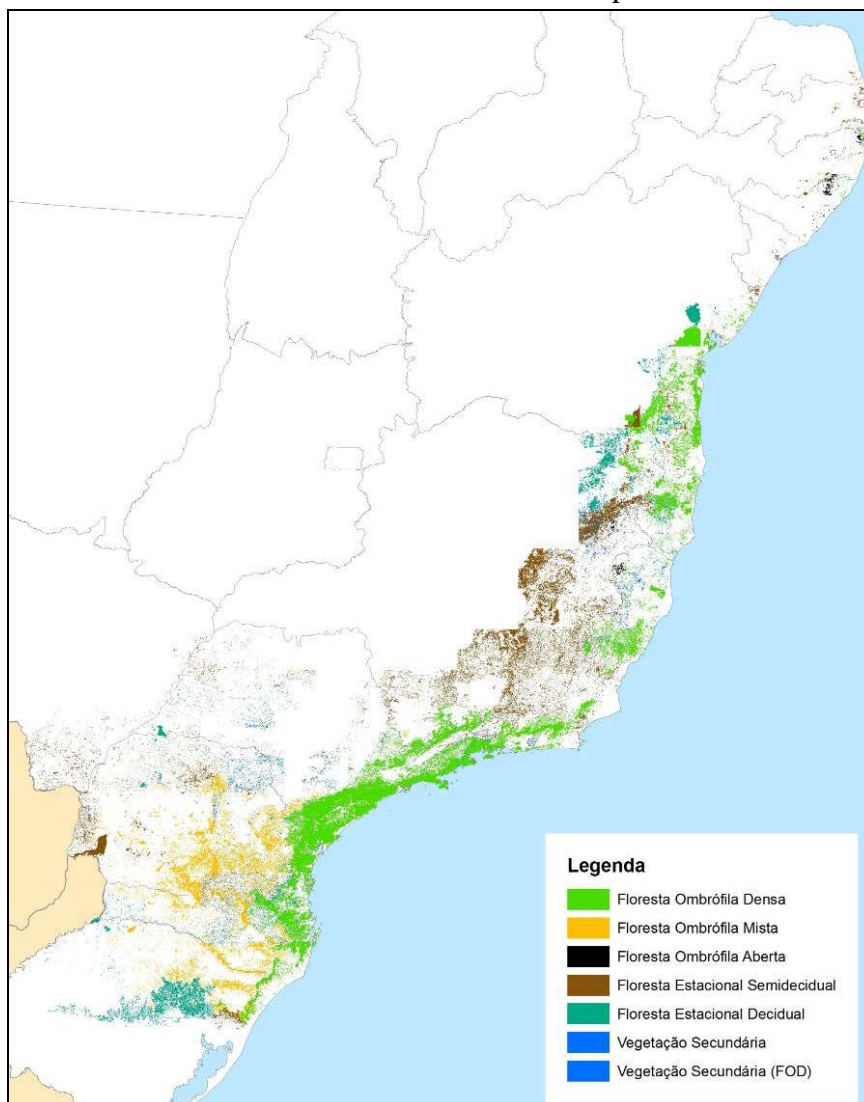 Legenda
Floresta Ombrófila Densa
Floresta Ombrófila Mista
Floresta Ombrófila Aberta
Floresta Estacional Semidecidual
Floresta Estacional Decidual
Vegetação Secundária
Vegetação Secundária (FOD)